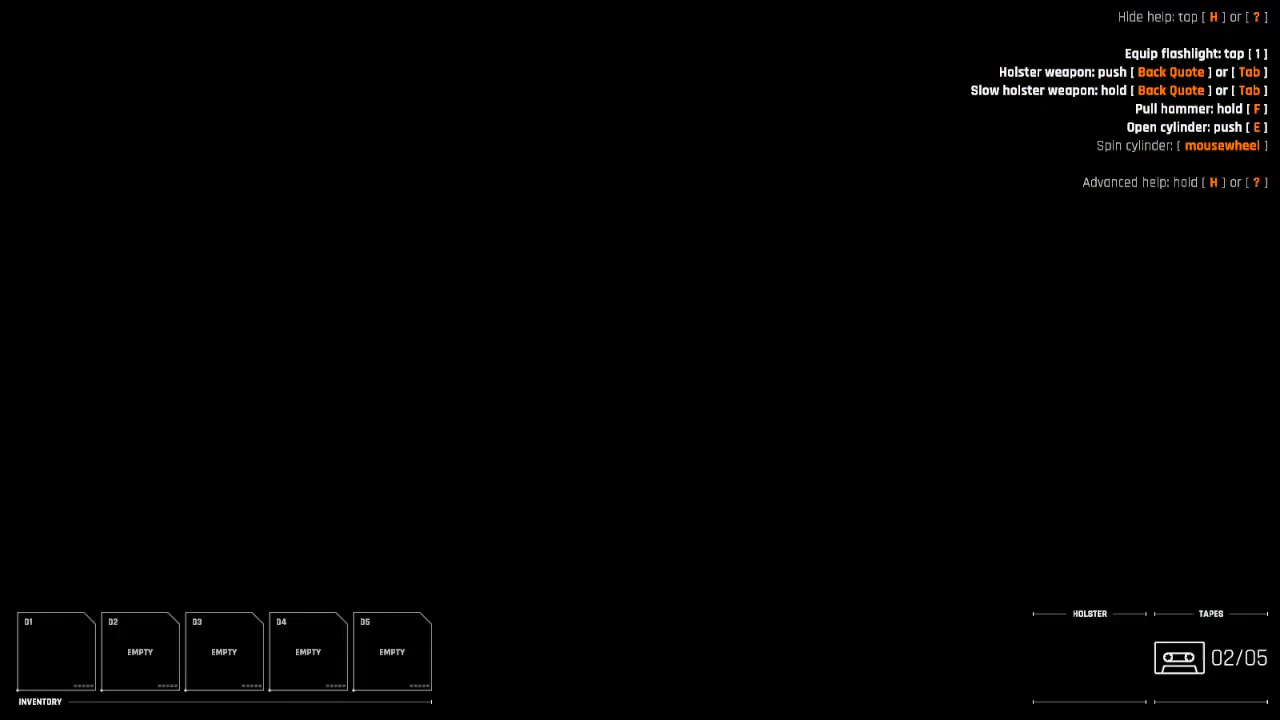 Hide help: tap [ H ] or [ ? ]
Equip flashlight: tap [ 1 ]
Holster weapon: push [ Back Quote ] or [ Tab ]
Slow holster weapon: hold [ Back Quote ] or [ Tab ]
Pull hammer: hold [ F ]
Open cylinder: push [ E ]
Spin cylinder: [ mousewheel ]
Advanced help: hold [ H ] or [ ? ]
01 02 03 04 05
EMPTY EMPTY EMPTY EMPTY
INVENTORY
HOLSTER TAPES
02/05